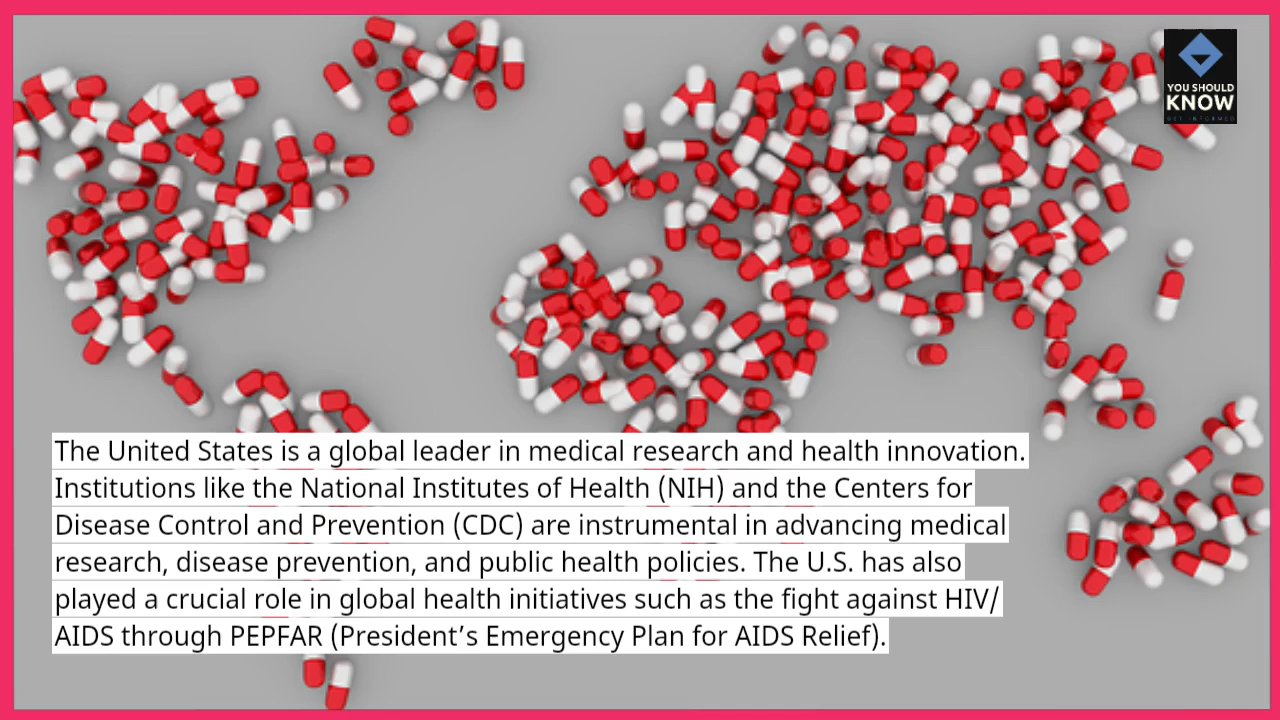 YOU SHOULD
KNOW
GET INFORMED
The United States is a global leader in medical research and health innovation.
Institutions like the National Institutes of Health (NIH) and the Centers for
Disease Control and Prevention (CDC) are instrumental in advancing medical
research, disease prevention, and public health policies. The U.S. has also
played a crucial role in global health initiatives such as the fight against HIV/
AIDS through PEPFAR (President’s Emergency Plan for AIDS Relief).